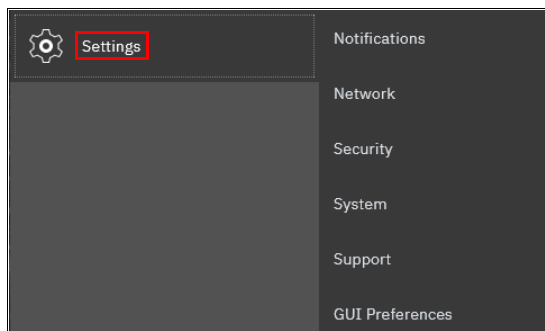 Settings
Notifications
Network
Security
System
Support
GUI Preferences